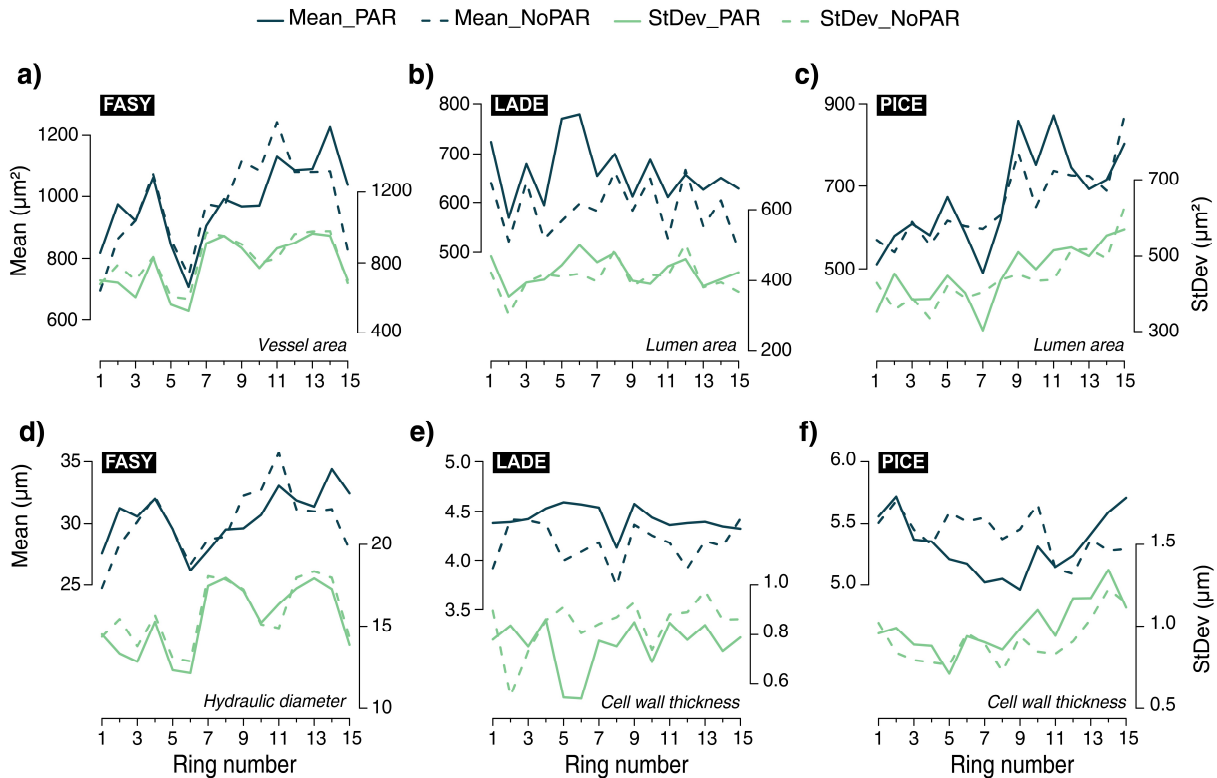 Mean_PAR Mean_NoPAR StDev_PAR StDev_NoPAR
a) b) c)
FASY LADE PICE
Mean (µm²)
1200
1000
800
600
1200
800
400
Vessel area
1 3 5 7 9 11 13 15
800
700
600
500
600
400
200
Lumen area
1 3 5 7 9 11 13 15
900
700
500
700
500
300
StDev (µm²)
Lumen area
1 3 5 7 9 11 13 15
d) e) f)
FASY LADE PICE
Mean (µm)
35
30
25
20
15
10
Hydraulic diameter
1 3 5 7 9 11 13 15
Ring number
5.0
4.5
4.0
3.5
1.0
0.8
0.6
Cell wall thickness
1 3 5 7 9 11 13 15
Ring number
6.0
5.5
5.0
1.5
1.0
0.5
StDev (µm)
Cell wall thickness
1 3 5 7 9 11 13 15
Ring number